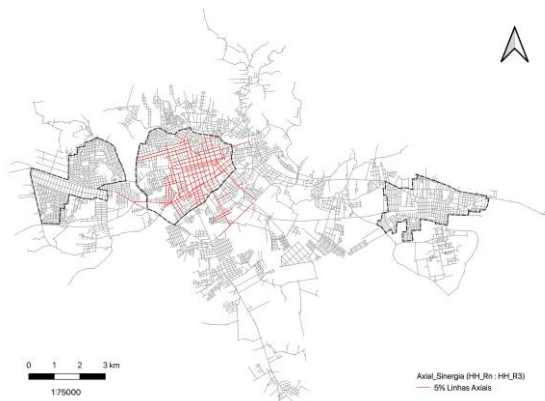 0 1 2 3 km
1:75000
Axial_Sinergia (HH_Rn : HH_R3)
5% Linhas Axiais